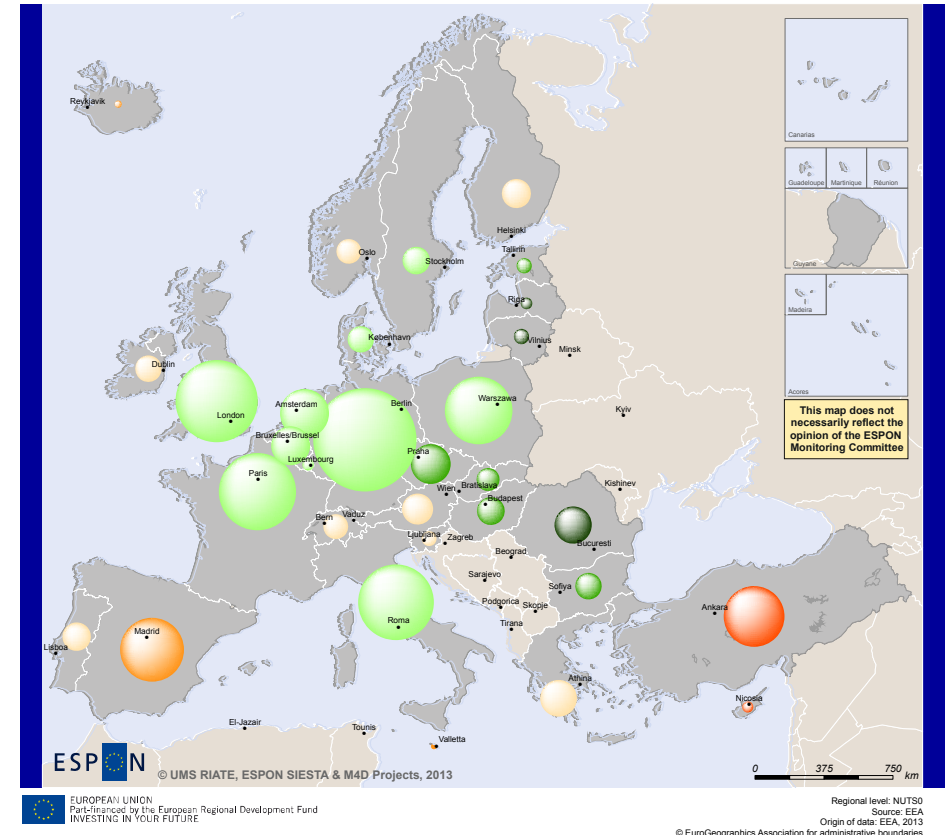 Reykjavik
Canarias
Guadeloupe
Martinique
Réunion
Guyane
Madeira
Acores
This map does not
necessarily reflect the
opinion of the ESPON
Monitoring Committee
Helsinki
Tallinn
Oslo
Stockholm
Riga
København
Vilnius
Minsk
Dublin
Amsterdam
Berlin
Warszawa
London
Kyiv
Bruxelles/Brussel
Luxembourg
Praha
Paris
Kishinev
Wien
Bratislava
Budapest
Bern
Vaduz
Ljubljana
Zagreb
Bucuresti
Beograd
Sarajevo
Sofiya
Podgorica
Skopje
Ankara
Roma
Tirana
Madrid
Lisboa
Athina
Nicosia
El-Jazair
Tounis
Valletta
ESPON
© UMS RIATE, ESPON SIESTA & M4D Projects, 2013
0 375 750 km
EUROPEAN UNION
Part-financed by the European Regional Development Fund
INVESTING IN YOUR FUTURE
Regional level: NUTS0
Source: EEA
Origin of data: EEA, 2013
© EuroGeographics Association for administrative boundaries